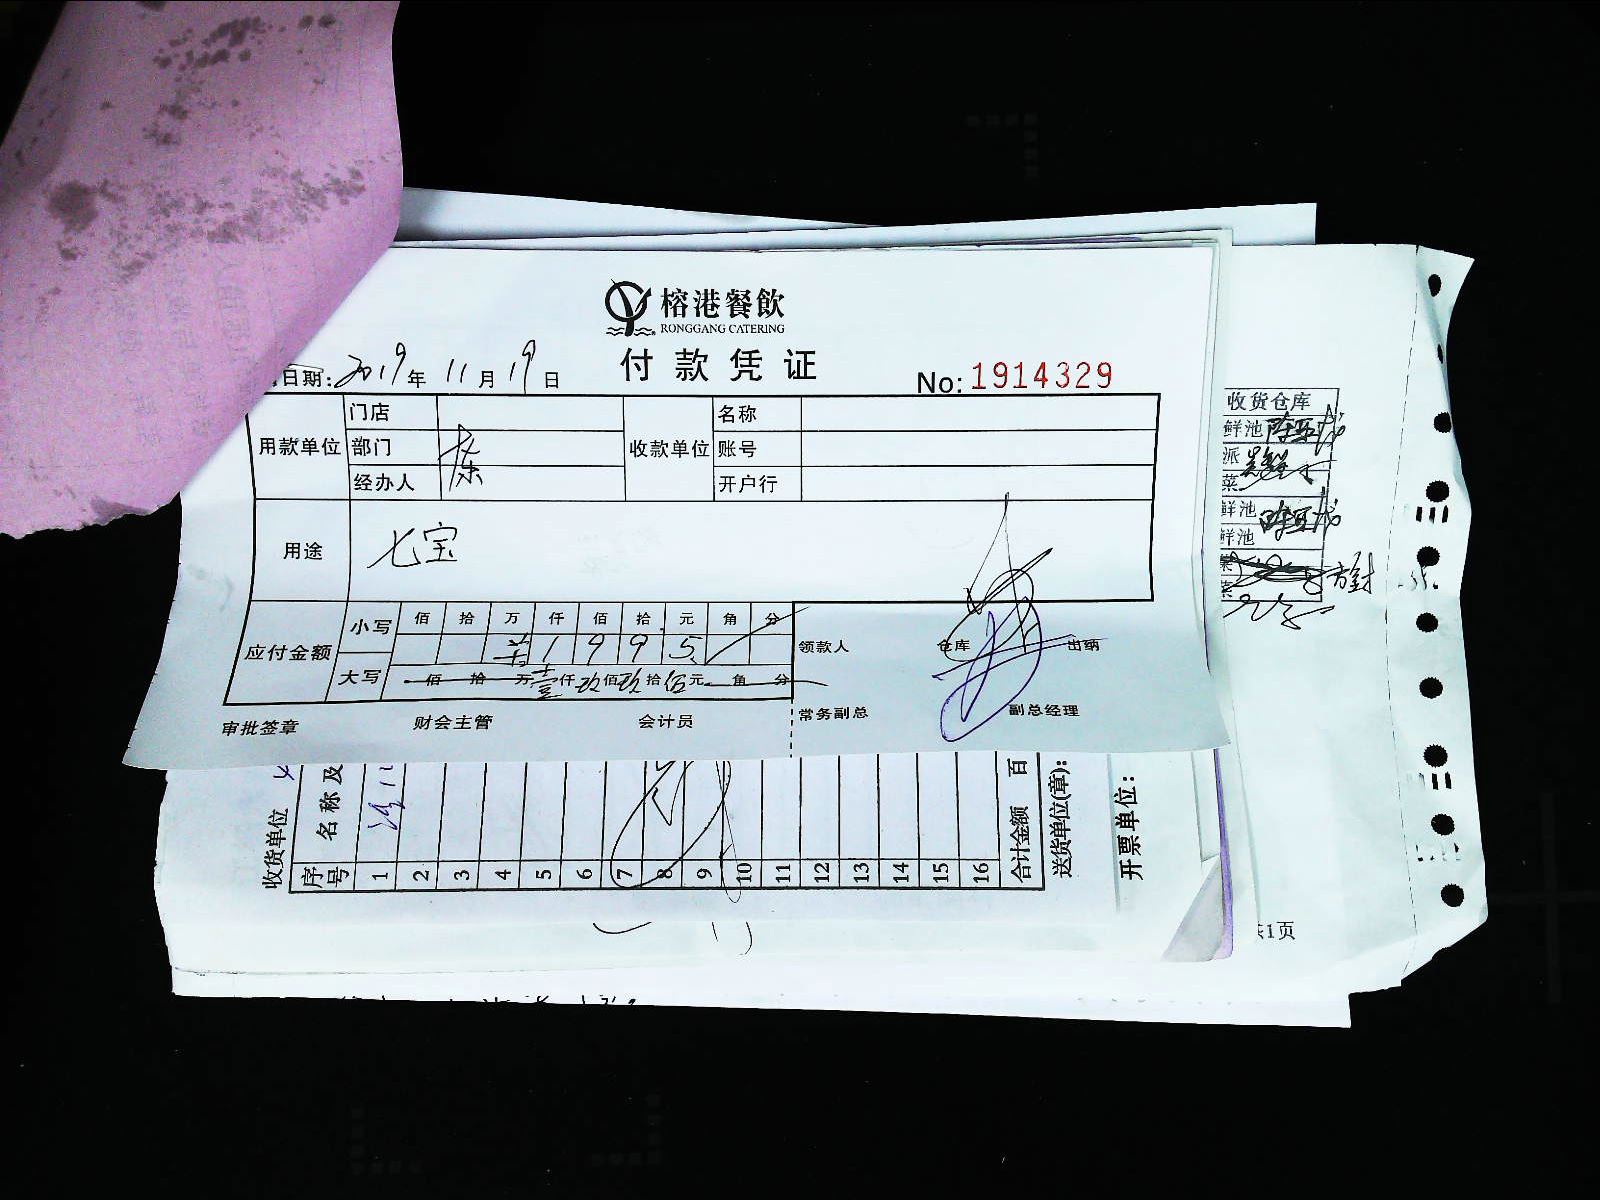 榕港餐飲
RONGGANG CATERING
付款凭证
日期: 2019年 11月 19日
No: 1914329
用款单位 门店 收款单位 名称
部门 账号
经办人 开户行
用途 七宝
应付金额 小写 佰 拾 万 仟 佰 拾 元 角 分
羊 1 9 9 5
大写 佰 拾 万 壹仟 玖佰 玖拾 伍元 角 分
领款人 仓库 出纳
审批签章 财会主管 会计员 常务副总 副总经理
收货仓库
鲜池
派
菜
鲜池
鲜池
菜
菜
收货单位
序号 名称及
1
2
3
4
5
6
7
8
9
10
11
12
13
14
15
16
合计金额 百
送货单位(章):
开票单位:
共1页